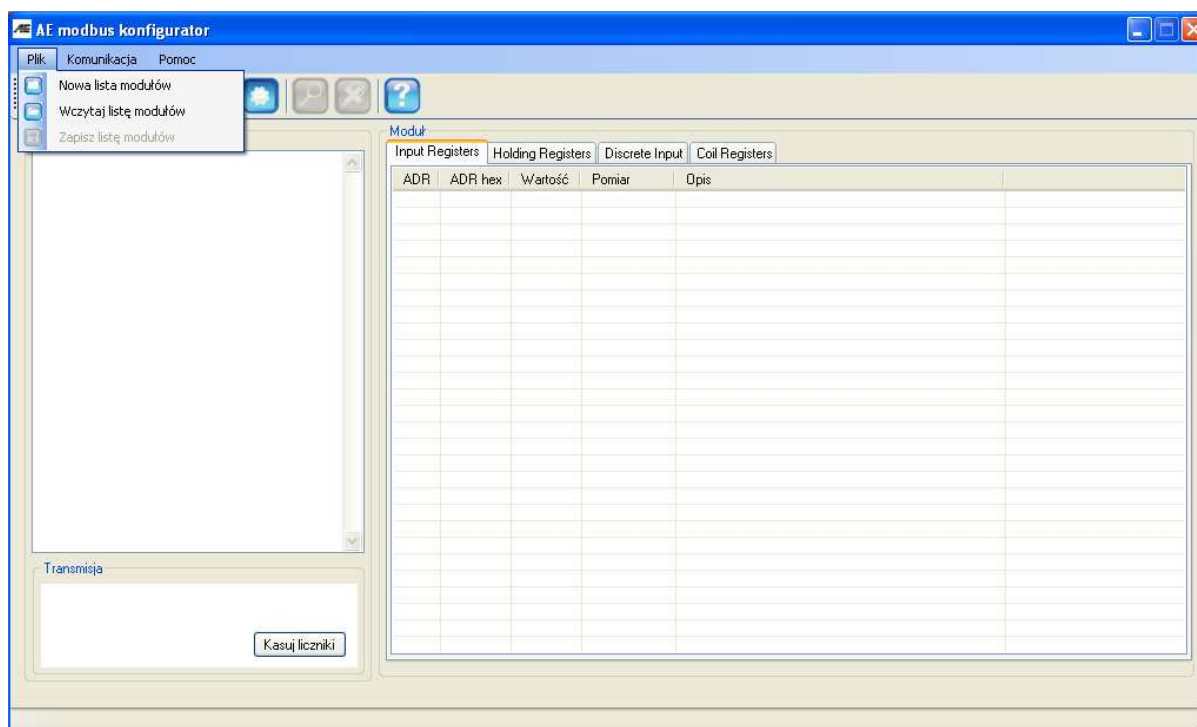 AE AE modbus konfigurator
Plik Komunikacja Pomoc
Nowa lista modułów
Wczytaj listę modułów
Zapisz listę modułów
Moduł
Input Registers Holding Registers Discrete Input Coil Registers
ADR ADR hex Wartość Pomiar Opis
Transmisja
Kasuj liczniki